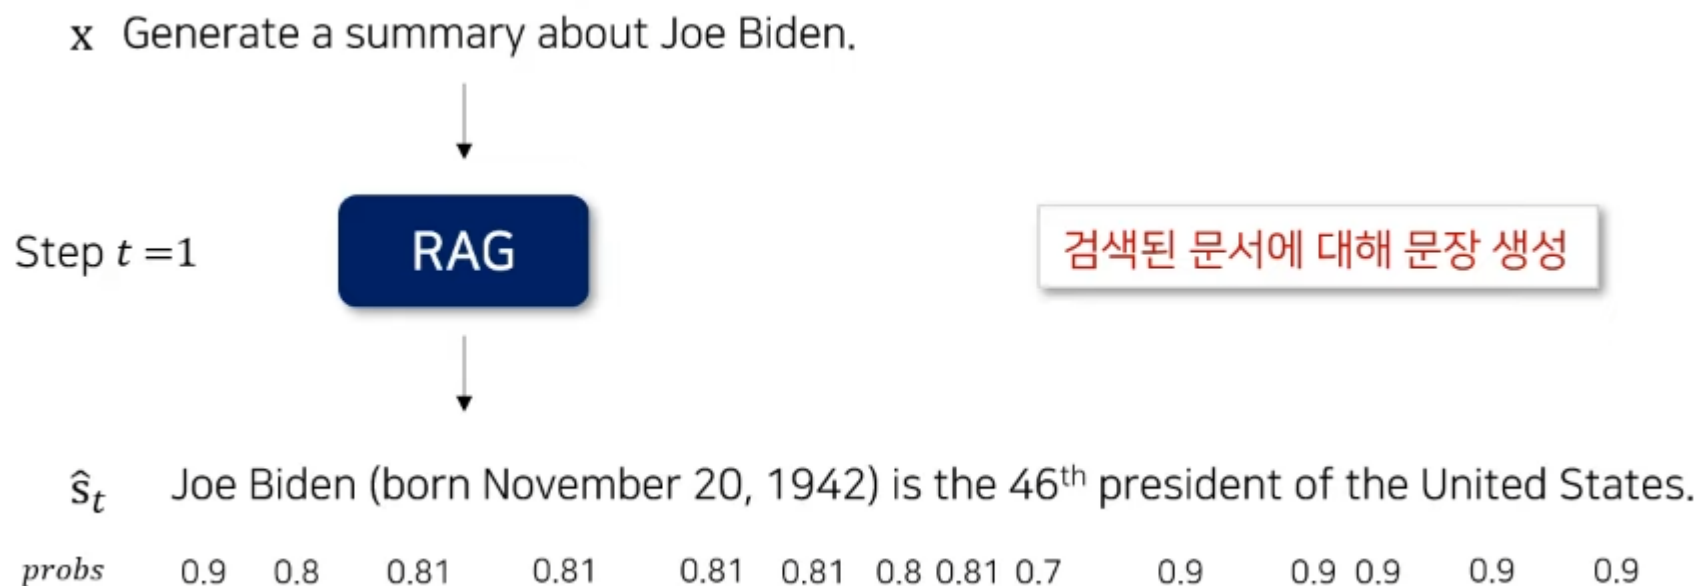 x Generate a summary about Joe Biden.
Step t =1
RAG
검색된 문서에 대해 문장 생성
ŝt Joe Biden (born November 20, 1942) is the 46th president of the United States.
probs 0.9 0.8 0.81 0.81 0.81 0.81 0.8 0.81 0.7 0.9 0.9 0.9 0.9 0.9